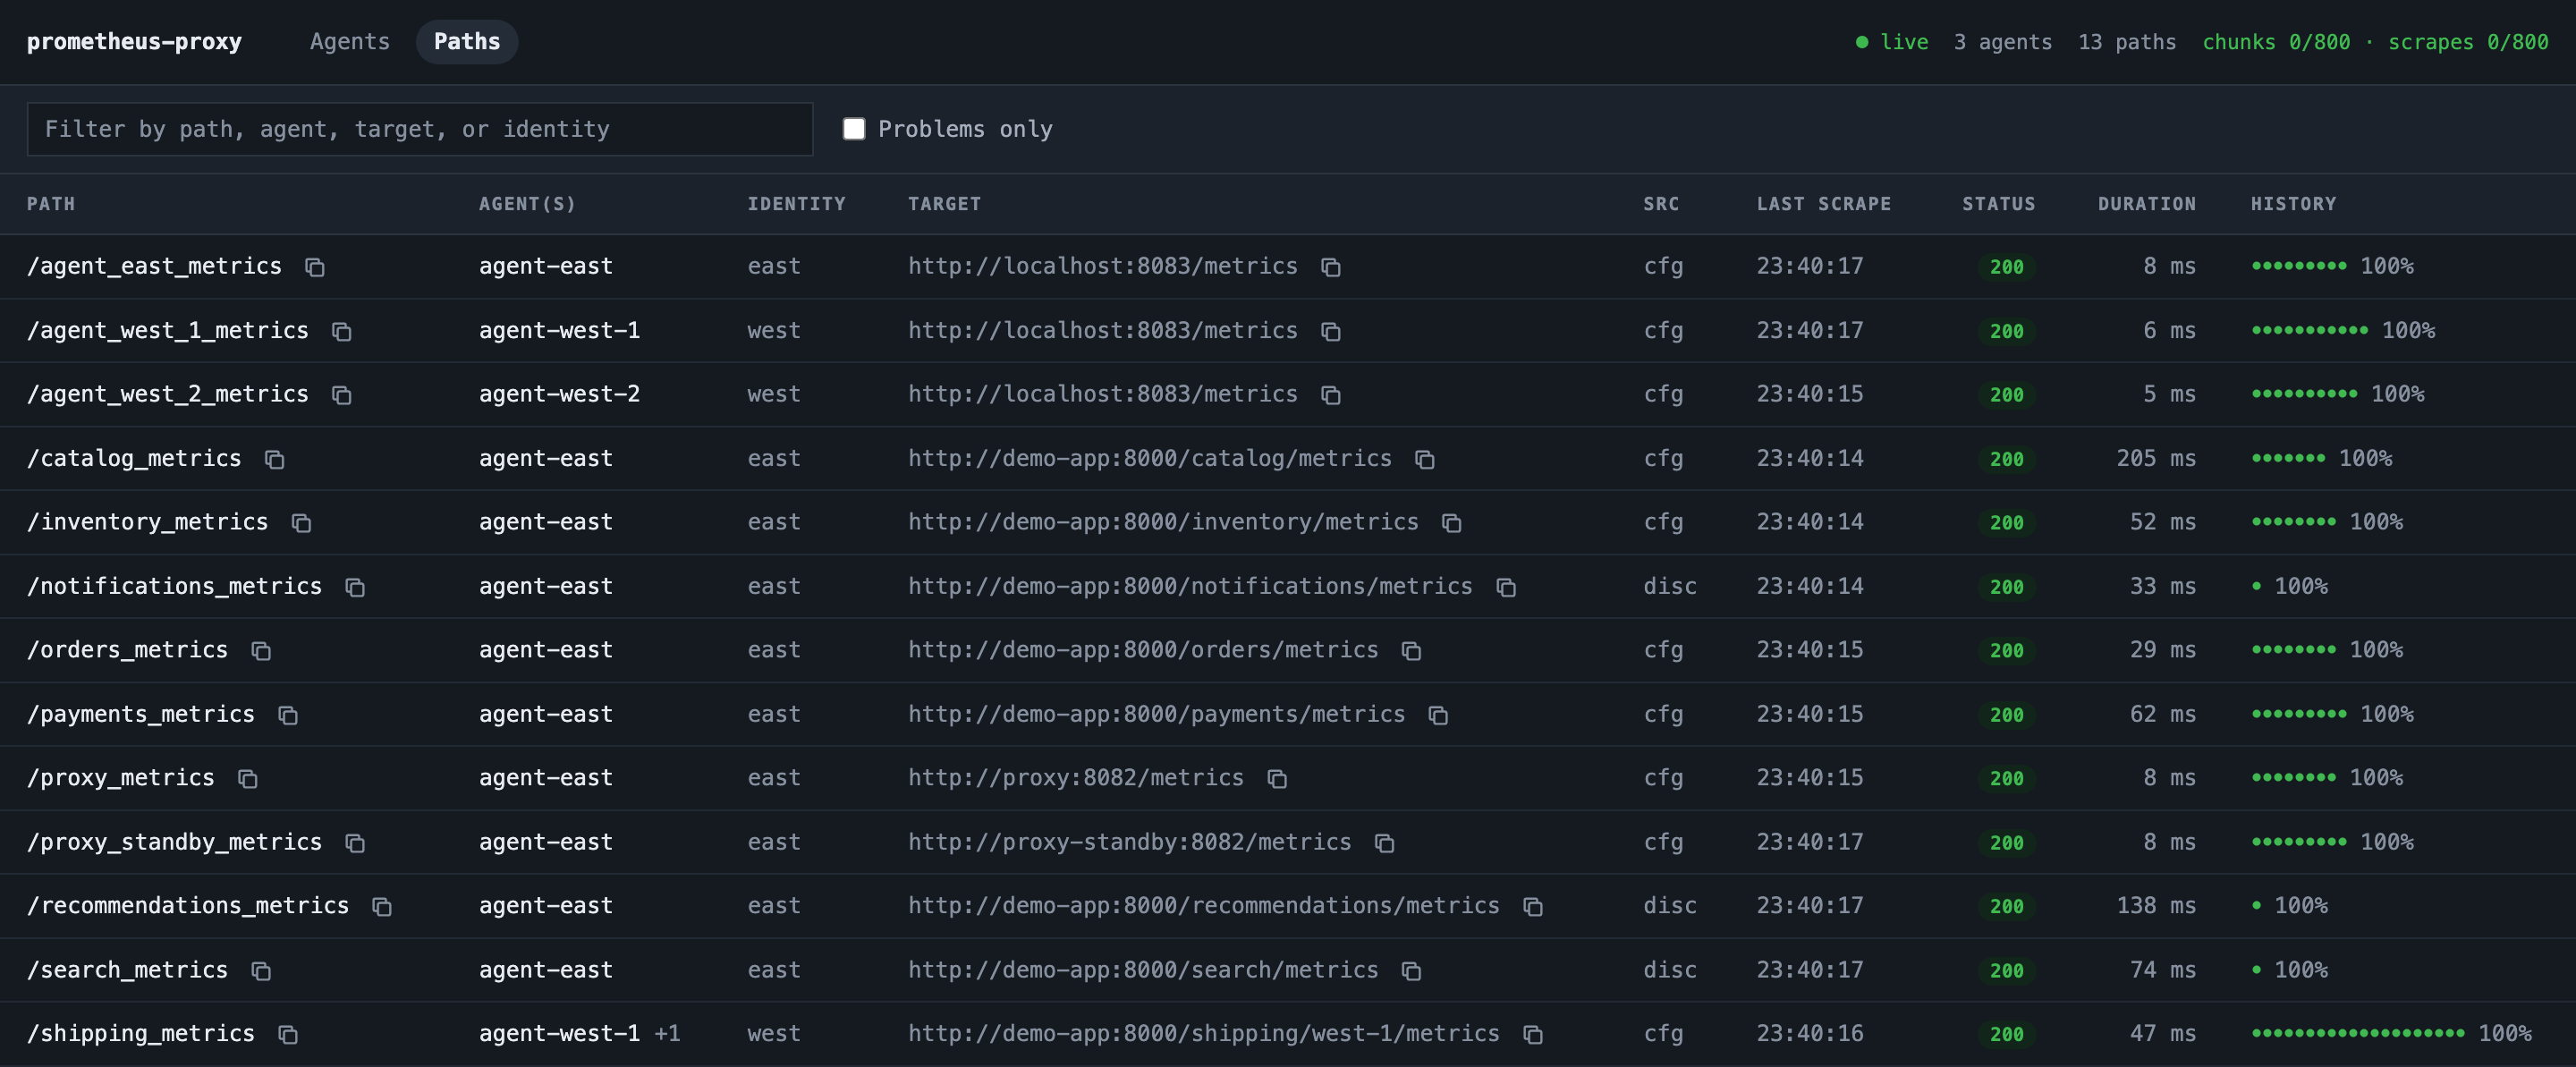 prometheus-proxy Agents Paths live 3 agents 13 paths chunks 0/800 · scrapes 0/800
Filter by path, agent, target, or identity Problems only
PATH AGENT(S) IDENTITY TARGET SRC LAST SCRAPE STATUS DURATION HISTORY
/agent_east_metrics agent-east east http://localhost:8083/metrics cfg 23:40:17 200 8 ms 100%
/agent_west_1_metrics agent-west-1 west http://localhost:8083/metrics cfg 23:40:17 200 6 ms 100%
/agent_west_2_metrics agent-west-2 west http://localhost:8083/metrics cfg 23:40:15 200 5 ms 100%
/catalog_metrics agent-east east http://demo-app:8000/catalog/metrics cfg 23:40:14 200 205 ms 100%
/inventory_metrics agent-east east http://demo-app:8000/inventory/metrics cfg 23:40:14 200 52 ms 100%
/notifications_metrics agent-east east http://demo-app:8000/notifications/metrics disc 23:40:14 200 33 ms 100%
/orders_metrics agent-east east http://demo-app:8000/orders/metrics cfg 23:40:15 200 29 ms 100%
/payments_metrics agent-east east http://demo-app:8000/payments/metrics cfg 23:40:15 200 62 ms 100%
/proxy_metrics agent-east east http://proxy:8082/metrics cfg 23:40:15 200 8 ms 100%
/proxy_standby_metrics agent-east east http://proxy-standby:8082/metrics cfg 23:40:17 200 8 ms 100%
/recommendations_metrics agent-east east http://demo-app:8000/recommendations/metrics disc 23:40:17 200 138 ms 100%
/search_metrics agent-east east http://demo-app:8000/search/metrics disc 23:40:17 200 74 ms 100%
/shipping_metrics agent-west-1 +1 west http://demo-app:8000/shipping/west-1/metrics cfg 23:40:16 200 47 ms 100%